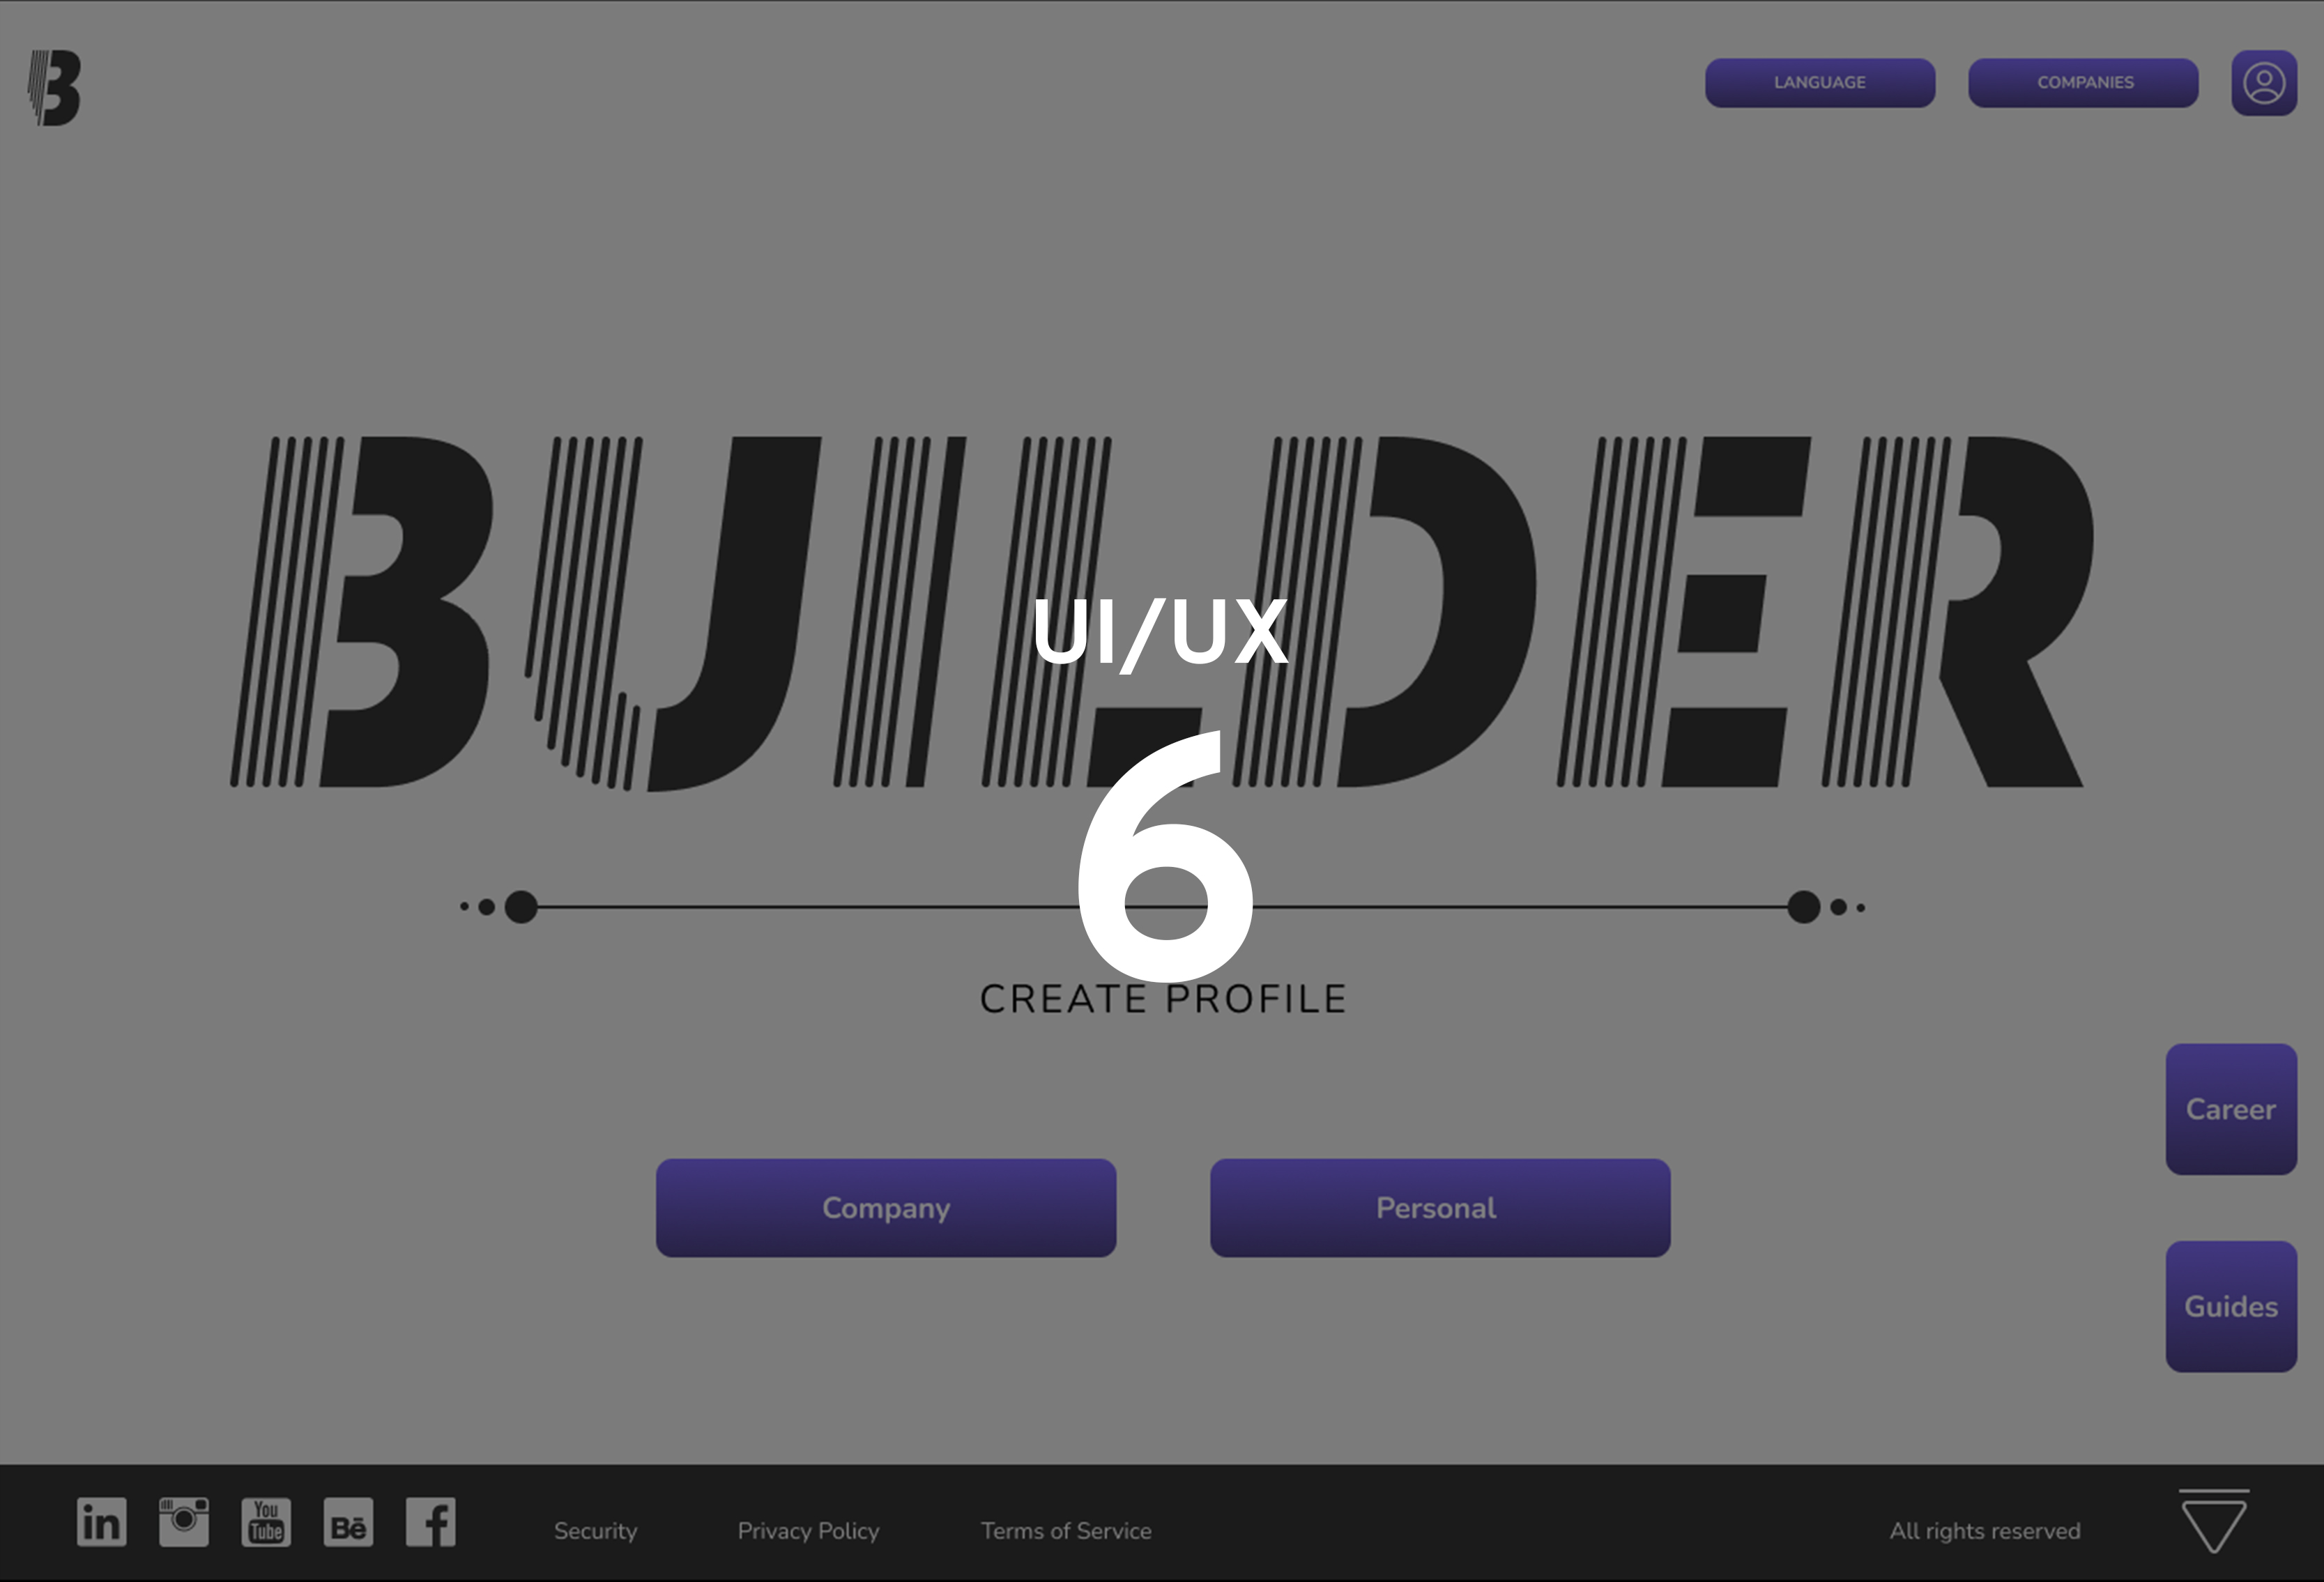 B
LANGUAGE
COMPANIES
BUILDER
UI/UX
6
CREATE PROFILE
Career
Company
Personal
Guides
in
You
Tube
Bē
f
Security
Privacy Policy
Terms of Service
All rights reserved